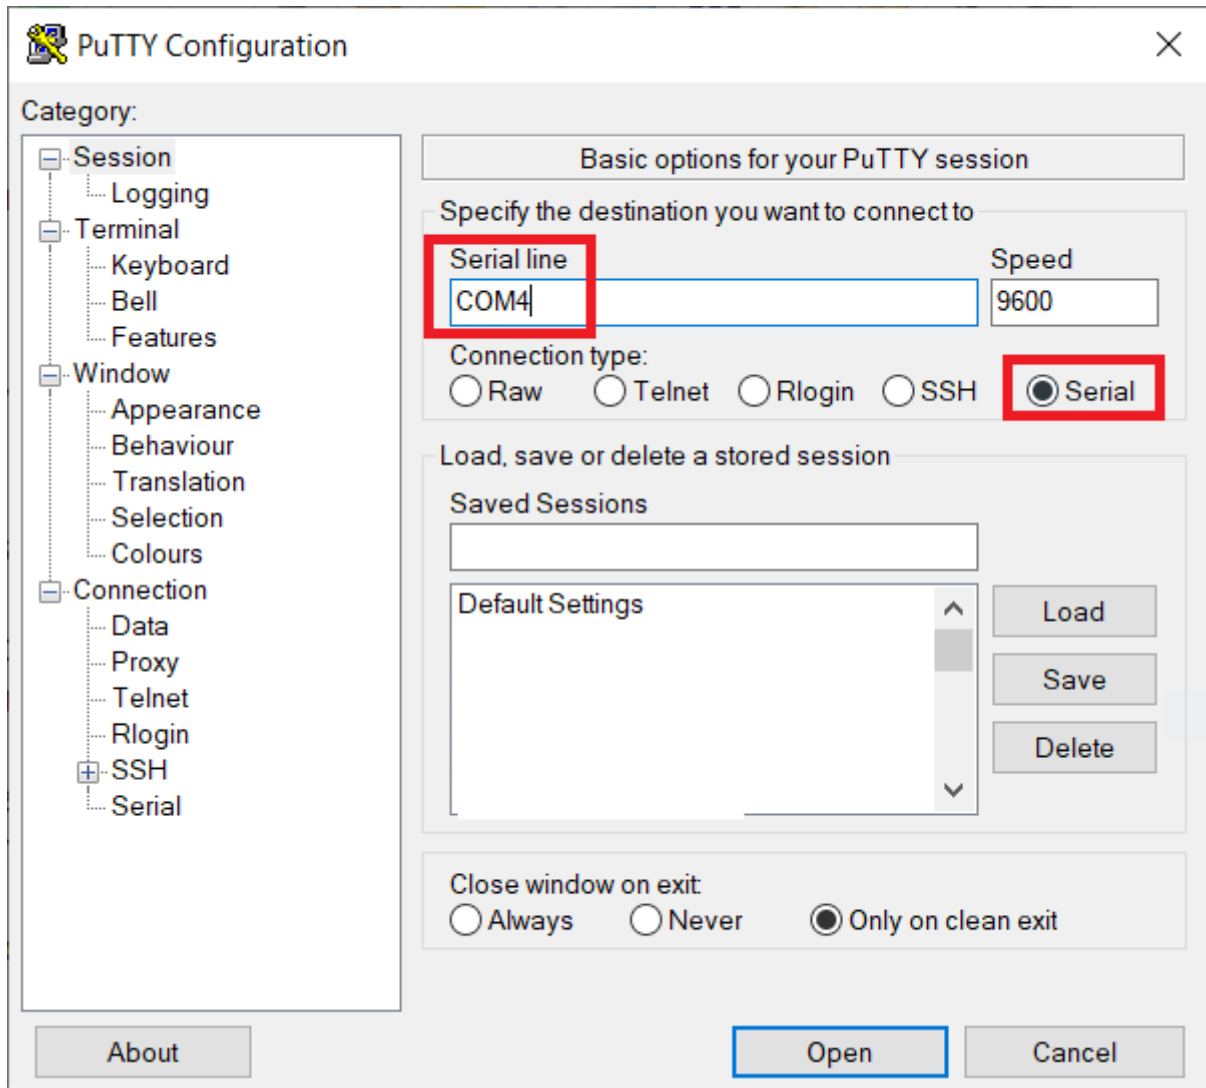 PuTTY Configuration
Category:
Session
Logging
Terminal
Keyboard
Bell
Features
Window
Appearance
Behaviour
Translation
Selection
Colours
Connection
Data
Proxy
Telnet
Rlogin
SSH
Serial
Basic options for your PuTTY session
Specify the destination you want to connect to
Serial line Speed
COM4 9600
Connection type:
Raw Telnet Rlogin SSH Serial
Load, save or delete a stored session
Saved Sessions
Default Settings
Load
Save
Delete
Close window on exit:
Always Never Only on clean exit
About Open Cancel